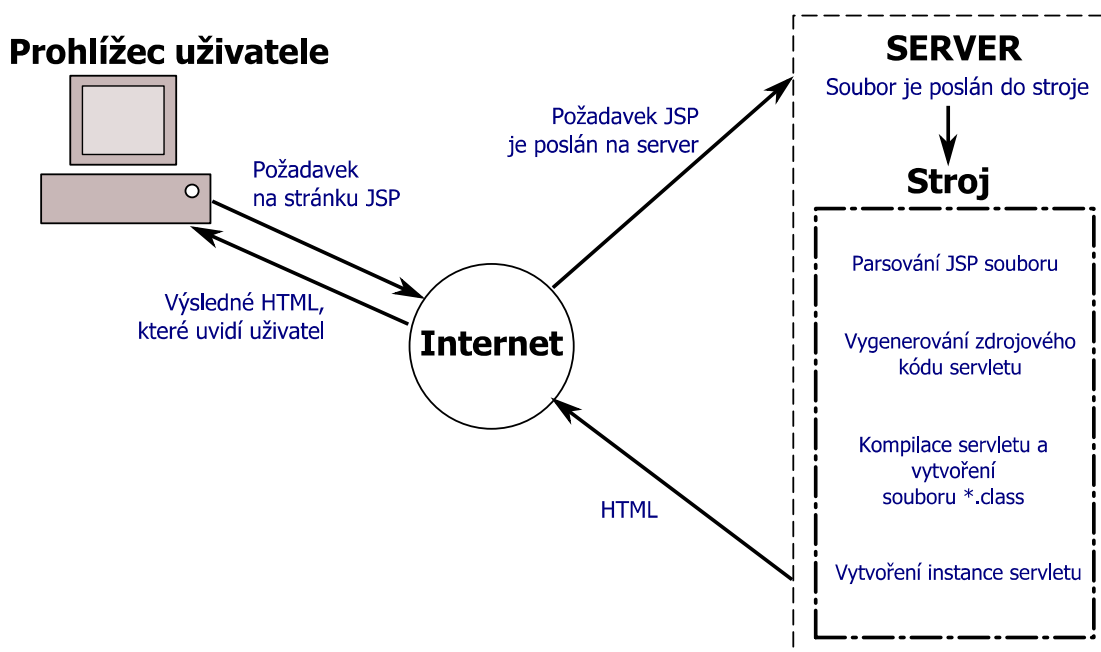 Prohlížec uživatele
Požadavek
na stránku JSP
Výsledné HTML,
které uvidí uživatel
Internet
Požadavek JSP
je poslán na server
HTML
SERVER
Soubor je poslán do stroje
Stroj
Parsování JSP souboru
Vygenerování zdrojového
kódu servletu
Kompilace servletu a
vytvoření
souboru *.class
Vytvoření instance servletu